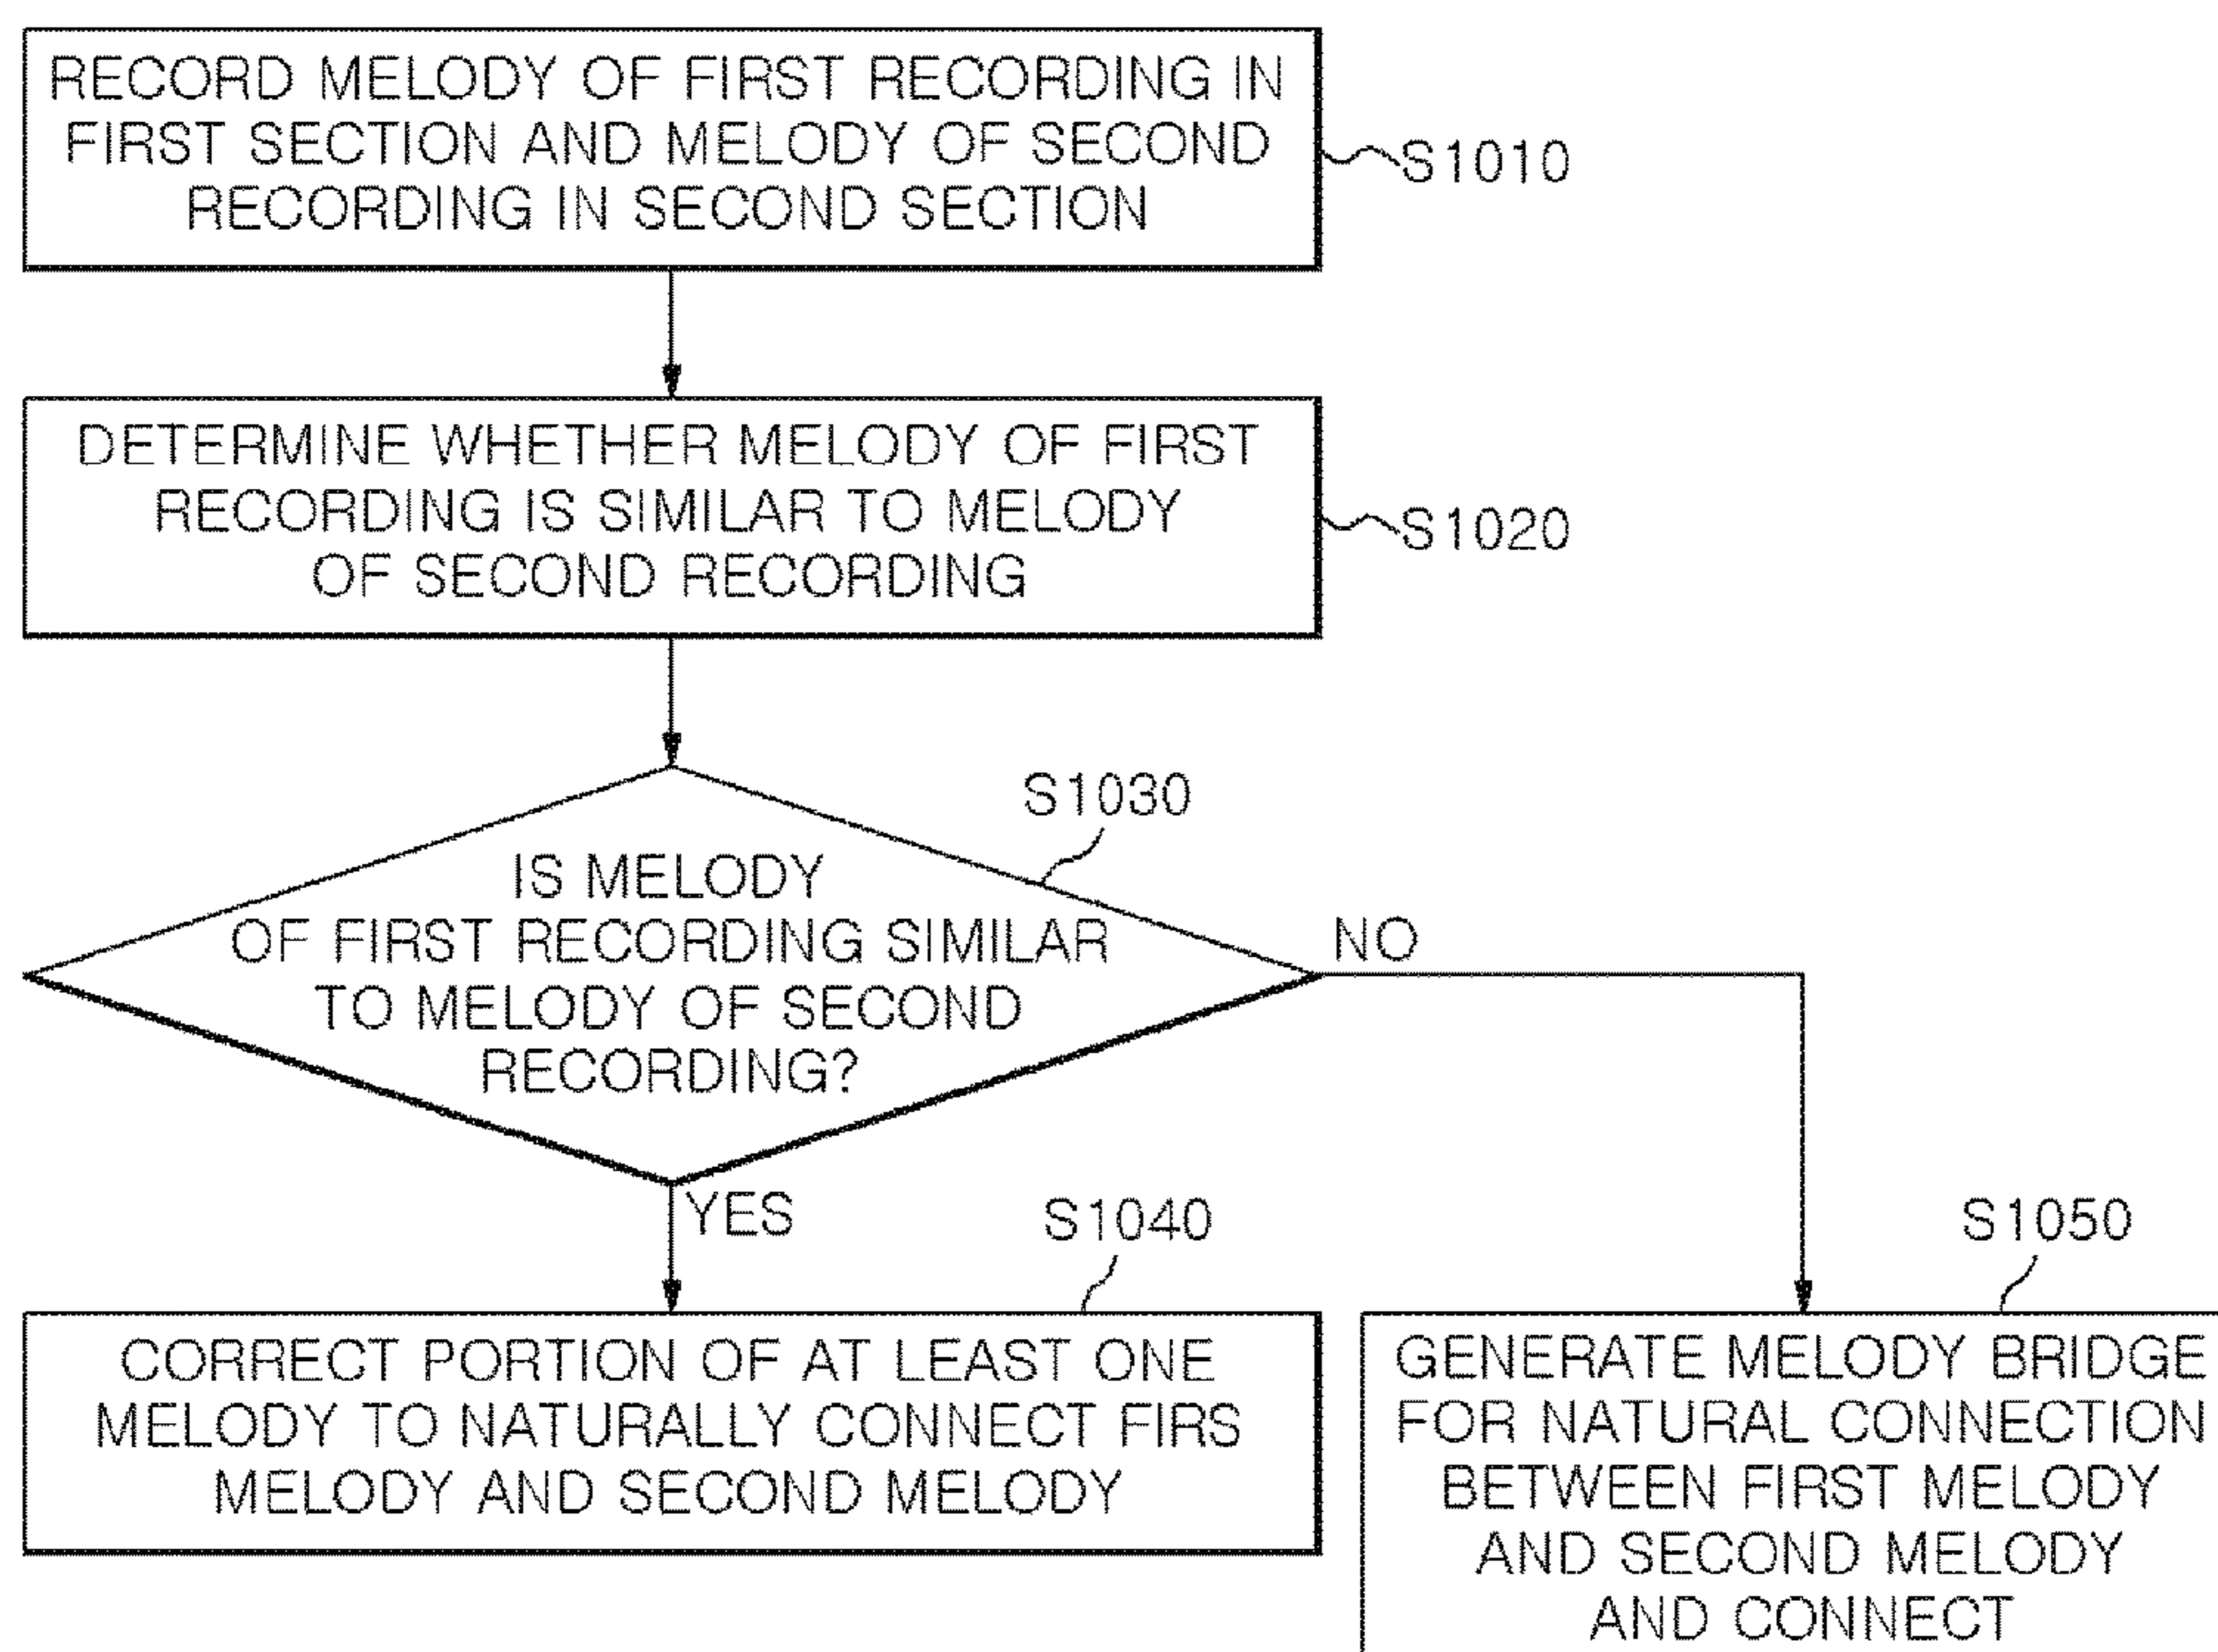 RECORD MELODY OF FIRST RECORDING IN
FIRST SECTION AND MELODY OF SECOND
RECORDING IN SECOND SECTION
S1010
DETERMINE WHETHER MELODY OF FIRST
RECORDING IS SIMILAR TO MELODY
OF SECOND RECORDING
S1020
S1030
IS MELODY
OF FIRST RECORDING SIMILAR
TO MELODY OF SECOND
RECORDING?
NO
YES
S1040
CORRECT PORTION OF AT LEAST ONE
MELODY TO NATURALLY CONNECT FIRS
MELODY AND SECOND MELODY
S1050
GENERATE MELODY BRIDGE
FOR NATURAL CONNECTION
BETWEEN FIRST MELODY
AND SECOND MELODY
AND CONNECT